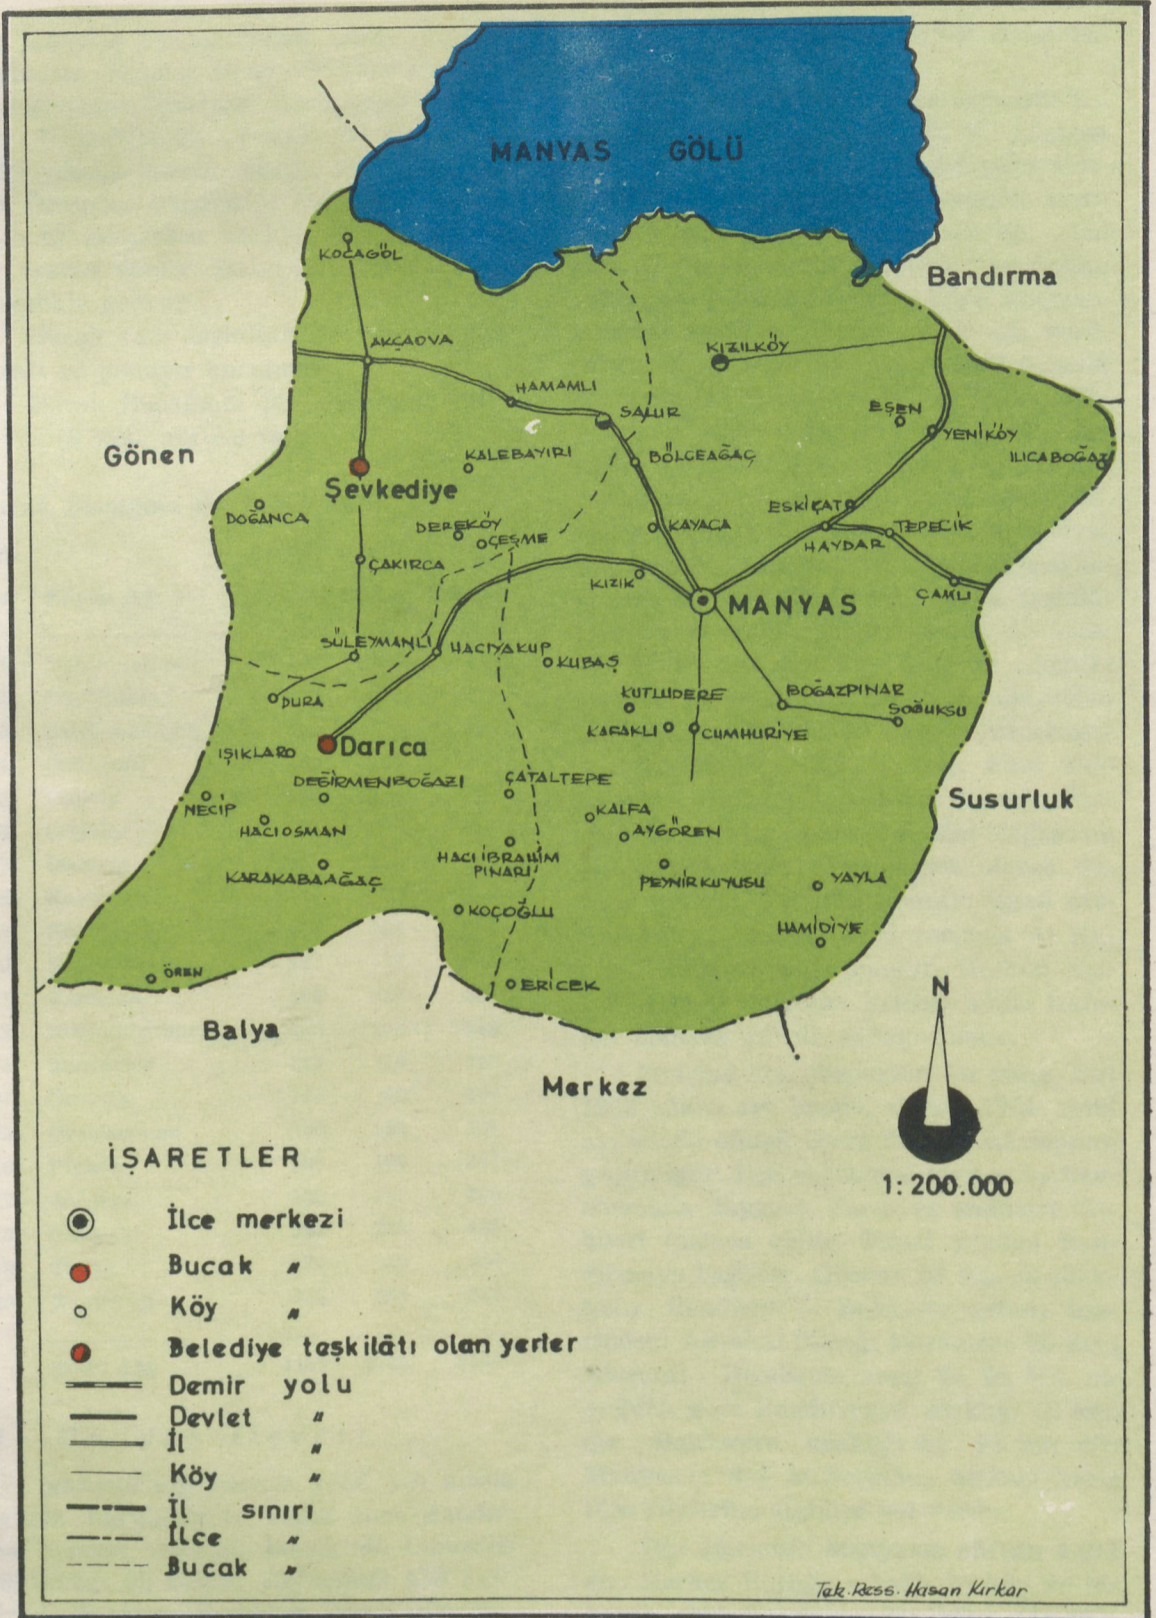 MANYAS GÖLÜ
KOCAGÖL
Bandırma
AKÇAOVA
KIZILKÖY
HAMAMLI
SALUR
EŞEN
YENİKÖY
Gönen
KALEBAYIRI
BÖLCEAĞAÇ
ILICABOĞAZ
Şevkediye
DOĞANCA
DEREKÖY
ÇEŞME
KAYACA
ESKİÇAT
TEPECİK
HAYDAR
ÇAKIRCA
KIZIK
ÇAMLI
MANYAS
SÜLEYMANLI
HACIYAKUP
KUBAŞ
DURA
KUTLUDERE
BOĞAZPINAR
SOĞUKSU
IŞIKLARO
Darıca
KAFAKLI
CUMHURİYE
DEĞİRMENBOĞAZI
ÇATALTEPE
Susurluk
NECİP
HACIOSMAN
KALFA
AYGÖREN
HACIİBRAHİM
PINARI
KARAKABAAĞAÇ
PEYNİRKUYUSU
YAYLA
KOÇOĞLU
HAMİDİYE
ÖREN
ERİCEK
N
Balya
Merkez
1:200.000
İŞARETLER
İlce merkezi
Bucak "
Köy "
Belediye teşkilâtı olan yerler
Demir yolu
Devlet "
İl "
Köy "
İl sınırı
İlce "
Bucak "
Tek. Ress. Hasan Kırkar